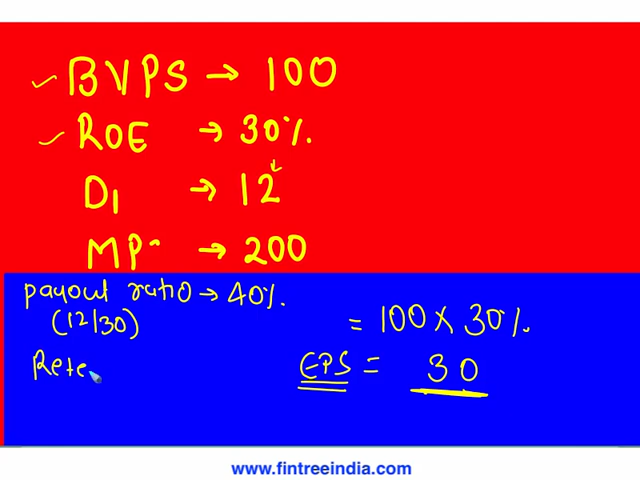 BVPS → 100
ROE → 30%.
D1 → 12
MP → 200
payout ratio → 40%.
(12/30)
= 100 x 30%.
EPS = 30
Rete
www.fintreeindia.com